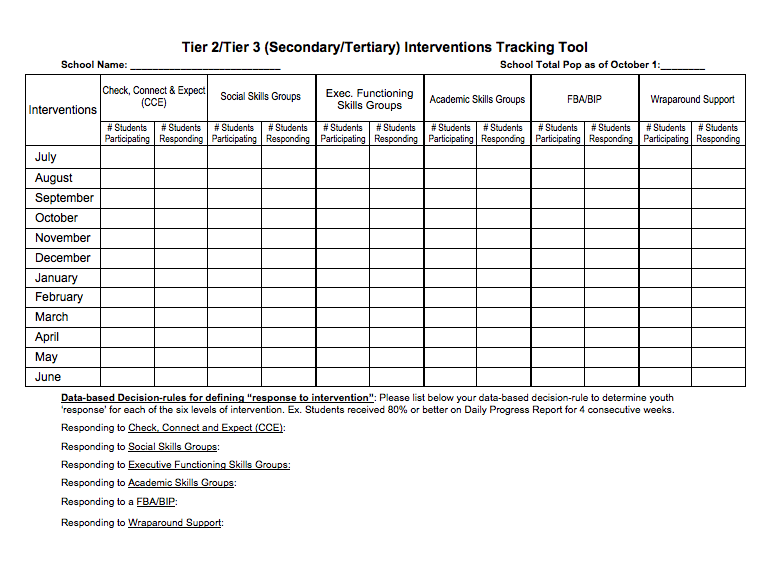 Tier 2/Tier 3 (Secondary/Tertiary) Interventions Tracking Tool
School Name: ___________________________ School Total Pop as of October 1:________
Interventions
Check, Connect & Expect
(CCE)
Social Skills Groups
Exec. Functioning
Skills Groups
Academic Skills Groups
FBA/BIP
Wraparound Support
# Students
Participating
# Students
Responding
# Students
Participating
# Students
Responding
# Students
Participating
# Students
Responding
# Students
Participating
# Students
Responding
# Students
Participating
# Students
Responding
# Students
Participating
# Students
Responding
July
August
September
October
November
December
January
February
March
April
May
June
Data-based Decision-rules for defining “response to intervention”: Please list below your data-based decision-rule to determine youth
'response' for each of the six levels of intervention. Ex. Students received 80% or better on Daily Progress Report for 4 consecutive weeks.
Responding to Check, Connect and Expect (CCE):
Responding to Social Skills Groups:
Responding to Executive Functioning Skills Groups:
Responding to Academic Skills Groups:
Responding to a FBA/BIP:
Responding to Wraparound Support: